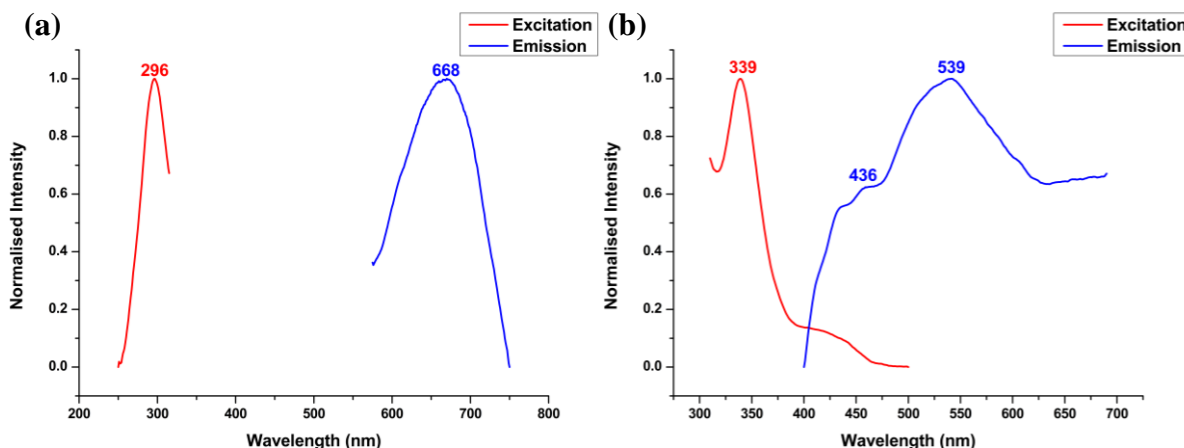 (a)
Excitation
Emission
296
668
1.0
0.8
0.6
0.4
0.2
0.0
Normalised Intensity
200 300 400 500 600 700 800
Wavelength (nm)
(b)
Excitation
Emission
339
539
436
1.0
0.8
0.6
0.4
0.2
0.0
Normalised Intensity
300 350 400 450 500 550 600 650 700
Wavelength (nm)